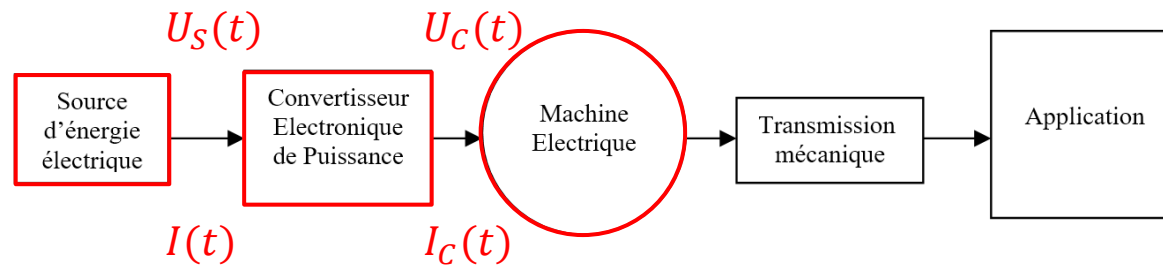 U_S(t)
U_C(t)
Source
d’énergie
électrique
Convertisseur
Electronique
de Puissance
Machine
Electrique
Transmission
mécanique
Application
I(t)
I_C(t)